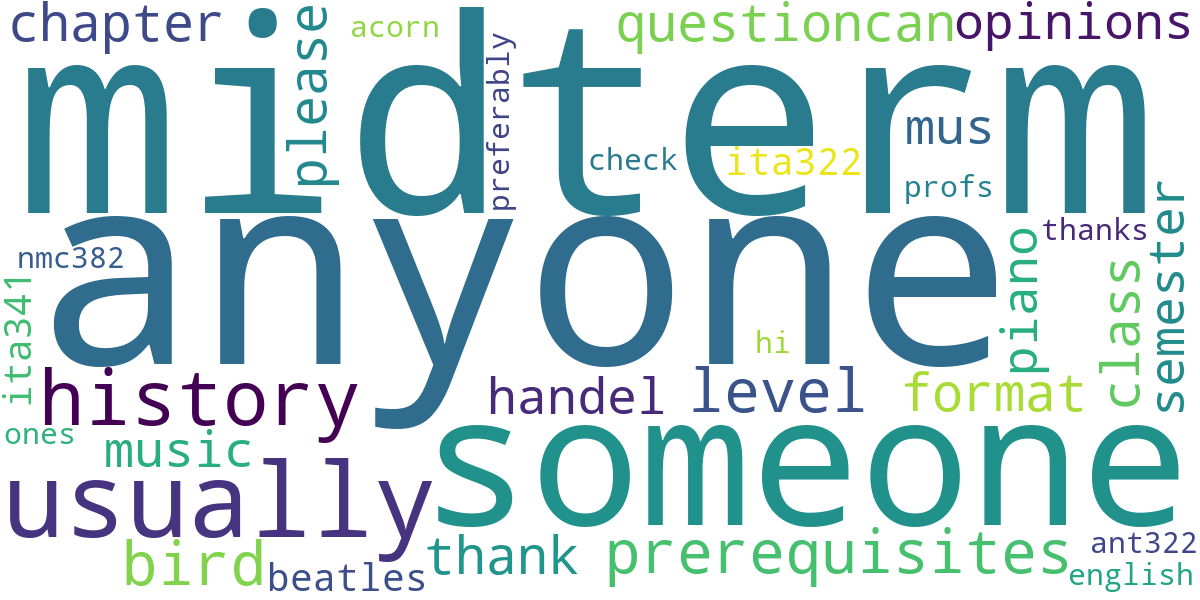 chapter
acorn
please
preferably
questioncan
opinions
midterm
check
ita322
mus
profs
anyone
nmc382
ita341
hi
piano
thanks
class
semester
history
handel
level
format
ones
music
usually
someone
bird
beatles
thank
prerequisites
ant322
english